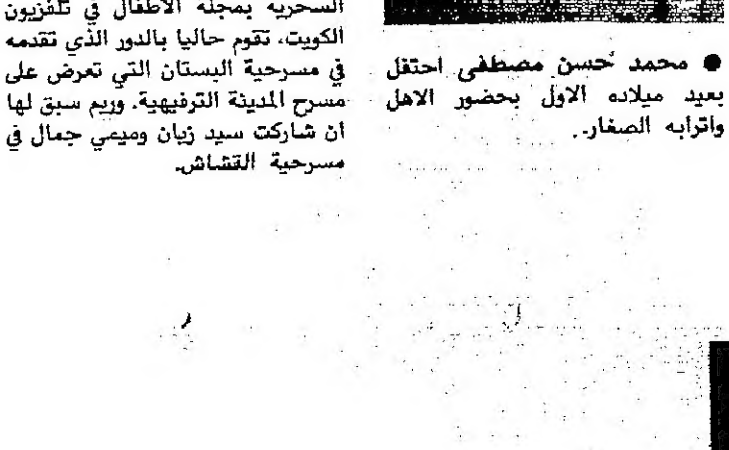 ● محمد حسن مصطفى احتفل
بعيد ميلاده الاول بحضور الاهل
واترابه الصغار.
السحرية بمجلة الاطفال في تلفزيون
الكويت، تقوم حاليا بالدور الذي تقدمه
في مسرحية البستان التي تعرض على
مسرح المدينة الترفيهية. وريم سبق لها
ان شاركت سيد زيان وميمي جمال في
مسرحية القشاش.